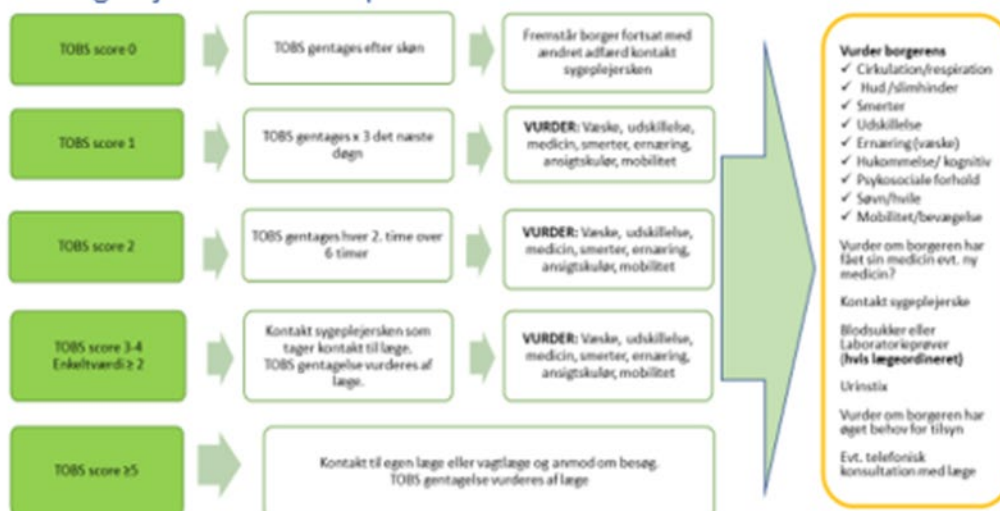 TOBS score 0
TOBS gentages efter skøn
Fremstår borger fortsat med
ændret adfærd kontakt
sygeplejersken
TOBS score 1
TOBS gentages x 3 det næste
døgn
VURDER: Væske, udskillelse,
medicin, smerter, ernæring,
ansigtskulør, mobilitet
TOBS score 2
TOBS gentages hver 2. time over
6 timer
VURDER: Væske, udskillelse,
medicin, smerter, ernæring,
ansigtskulør, mobilitet
TOBS score 3-4
Enkeltværdi ≥ 2
Kontakt sygeplejersken som
tager kontakt til læge.
TOBS gentagelse vurderes af
læge.
VURDER: Væske, udskillelse,
medicin, smerter, ernæring,
ansigtskulør, mobilitet
TOBS score ≥5
Kontakt til egen læge eller vagtlæge og anmod om besøg.
TOBS gentagelse vurderes af læge
Vurder borgerens
✓ Cirkulation/respiration
✓ Hud/slimhinder
✓ Smerter
✓ Udskillelse
✓ Ernæring (væske)
✓ Hukommelse/ kognitiv
✓ Psykosociale forhold
✓ Søvn/hvile
✓ Mobilitet/bevægelse
Vurder om borgeren har
fået sin medicin evt. ny
medicin?
Kontakt sygeplejerske
Blodsukker eller
Laboratorieprøver
(hvis lægeordineret)
Urinstix
Vurder om borgeren har
øget behov for tilsyn
Evt. telefonisk
konsultation med læge